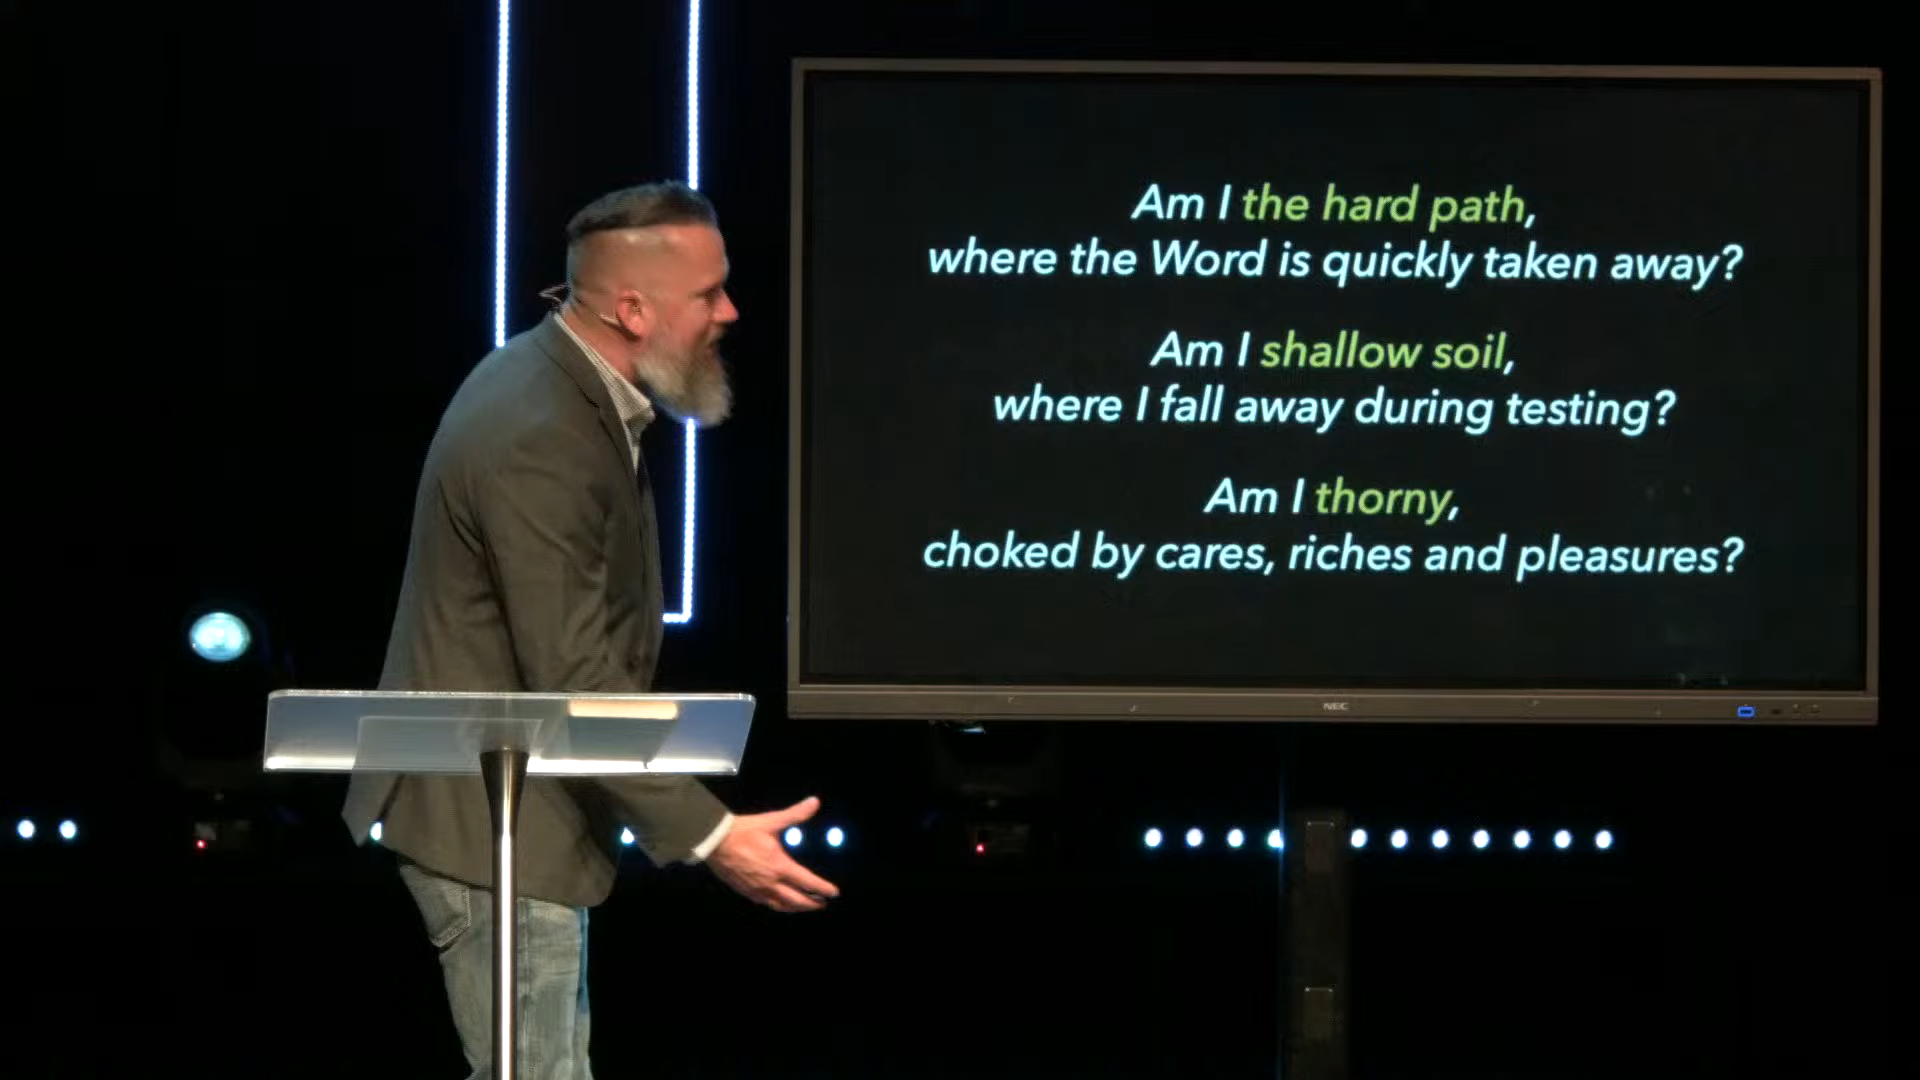 Am I the hard path,
where the Word is quickly taken away?
Am I shallow soil,
where I fall away during testing?
Am I thorny,
choked by cares, riches and pleasures?
NEC